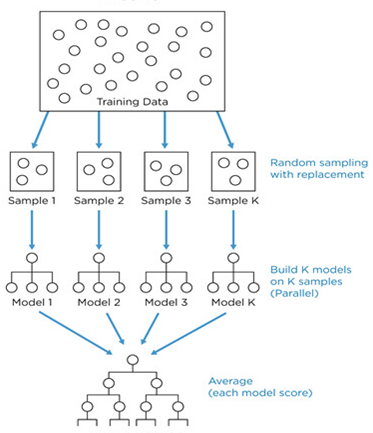 Training Data
Random sampling
with replacement
Sample 1 Sample 2 Sample 3 Sample K
Build K models
on K samples
(Parallel)
Model 1 Model 2 Model 3 Model K
Average
(each model score)